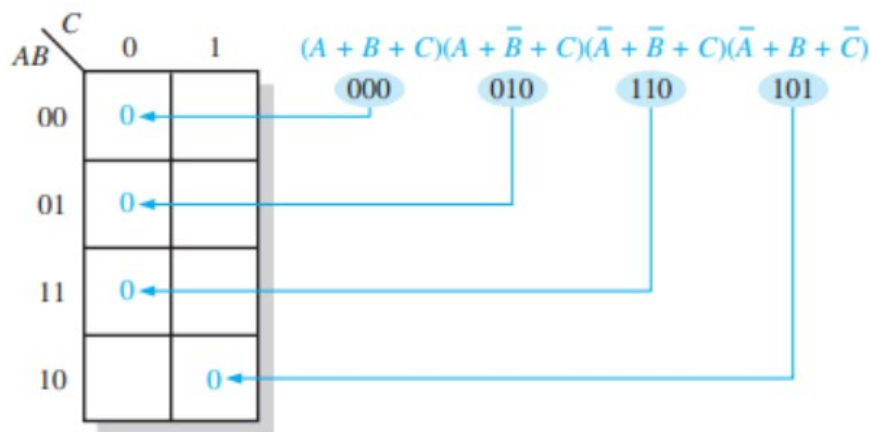 C
AB 0 1 (A + B + C)(A + B̅ + C)(A̅ + B̅ + C)(A̅ + B + C̅)
000 010 110 101
00 0
01 0
11 0
10 0